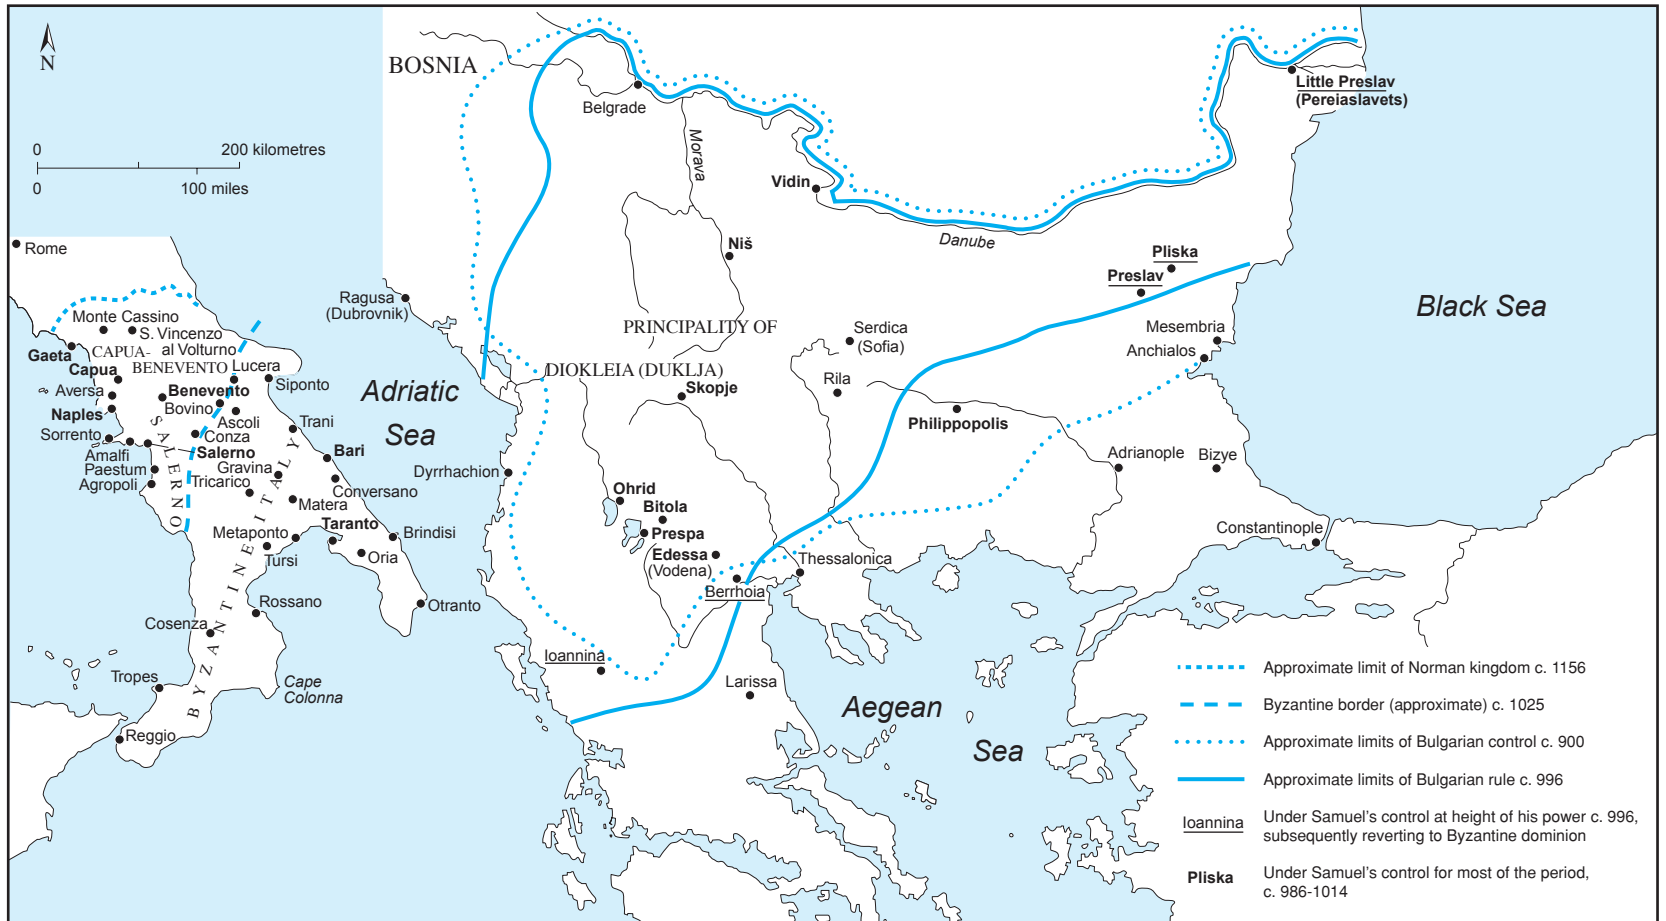 N
0
200 kilometres
0
100 miles
BOSNIA
Belgrade
Morava
Vidin
Niš
Danube
Little Preslav
(Pereiaslavets)
Pliska
Preslav
Black Sea
Mesembria
Anchialos
Serdica
(Sofia)
Rila
Philippopolis
Adrianople
Bizye
Constantinople
Ragusa
(Dubrovnik)
PRINCIPALITY OF
DIOKLEIA (DUKLJA)
Skopje
Adriatic
Sea
Dyrrhachion
Ohrid
Bitola
Prespa
Edessa
(Vodena)
Berrhoia
Thessalonica
Ioannina
Larissa
Aegean
Sea
Rome
Monte Cassino
S. Vincenzo
al Volturno
Gaeta
CAPUA-
BENEVENTO
Lucera
Capua
Siponto
Aversa
Benevento
Naples
Bovino
Ascoli
Trani
Sorrento
Conza
Amalfi
Salerno
Bari
SALERNO
Paestum
Gravina
Agropoli
Tricarico
Conversano
Matera
BYZANTINE ITALY
Metaponto
Taranto
Brindisi
Tursi
Oria
Rossano
Otranto
Cosenza
Tropes
Cape
Colonna
Reggio
Approximate limit of Norman kingdom c. 1156
Byzantine border (approximate) c. 1025
Approximate limits of Bulgarian control c. 900
Approximate limits of Bulgarian rule c. 996
Ioannina
Under Samuel's control at height of his power c. 996,
subsequently reverting to Byzantine dominion
Pliska
Under Samuel's control for most of the period,
c. 986-1014